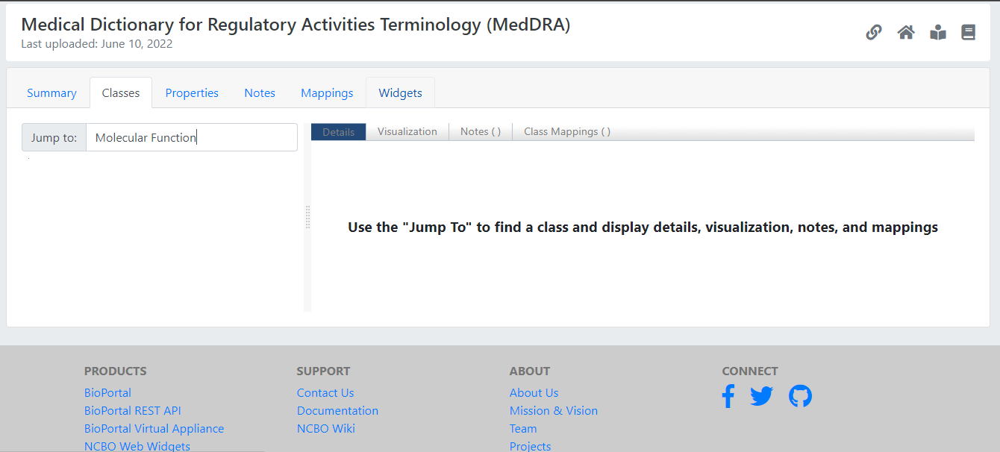 Medical Dictionary for Regulatory Activities Terminology (MedDRA)
Last uploaded: June 10, 2022
Summary Classes Properties Notes Mappings Widgets
Jump to: Molecular Function
Details Visualization Notes ( ) Class Mappings ( )
Use the "Jump To" to find a class and display details, visualization, notes, and mappings
PRODUCTS
BioPortal
BioPortal REST API
BioPortal Virtual Appliance
NCBO Web Widgets
SUPPORT
Contact Us
Documentation
NCBO Wiki
ABOUT
About Us
Mission & Vision
Team
Projects
CONNECT